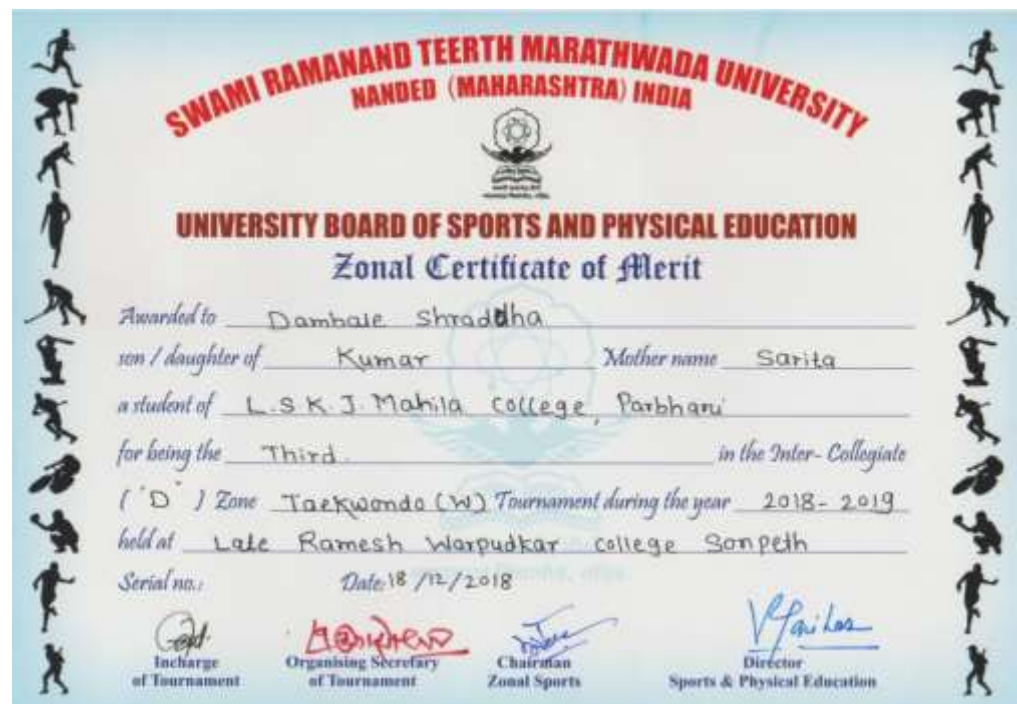 SWAMI RAMANAND TEERTH MARATHWADA UNIVERSITY
NANDED (MAHARASHTRA) INDIA
UNIVERSITY BOARD OF SPORTS AND PHYSICAL EDUCATION
Zonal Certificate of Merit
Awarded to Dambale Shraddha
son / daughter of Kumar Mother name Sarita
a student of L.S K. J. Mahila College, Parbhani
for being the Third. in the Inter- Collegiate
("D") Zone Taekwondo (W) Tournament during the year 2018-2019
held at Late Ramesh Warpudkar college Sonpeth
Serial no.: Date: 18/12/2018
Incharge Organising Secretary Chairman Director
of Tournament of Tournament Zonal Sports Sports & Physical Education